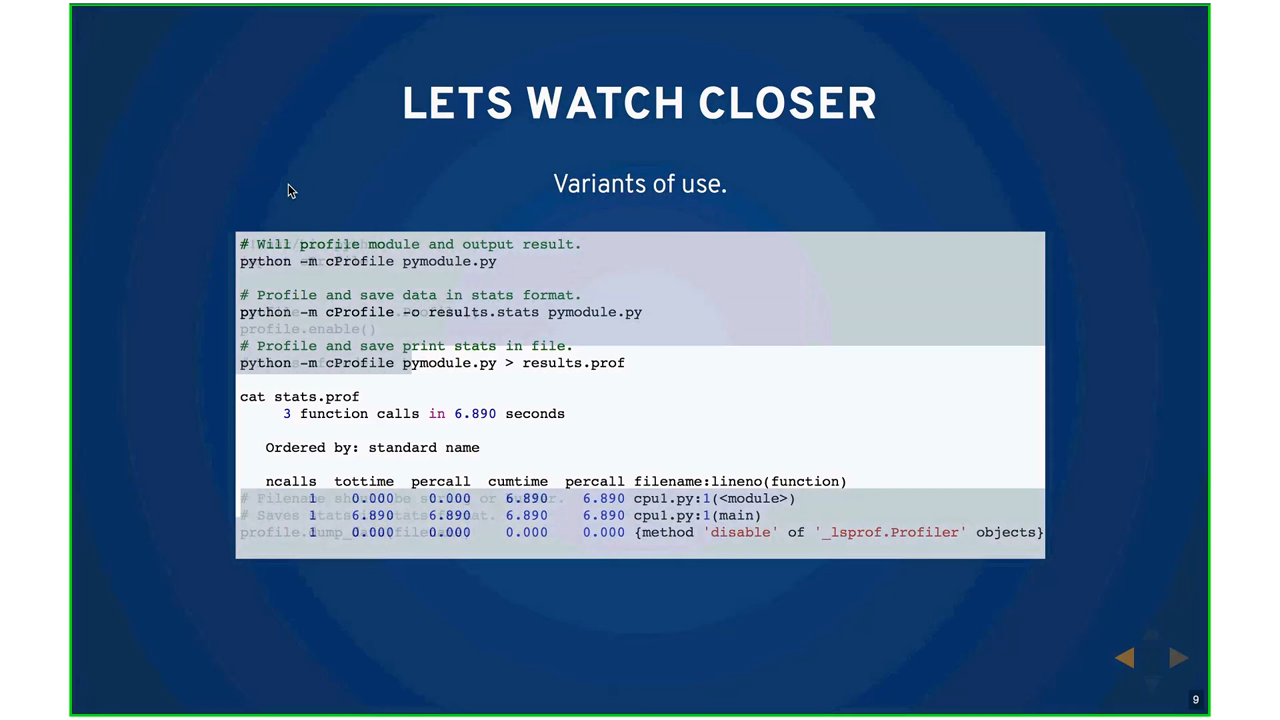 LETS WATCH CLOSER
Variants of use.
# Will profile module and output result.
python -m cProfile pymodule.py
# Profile and save data in stats format.
python -m cProfile -o results.stats pymodule.py
profile.enable()
# Profile and save print stats in file.
python -m cProfile pymodule.py > results.prof
cat stats.prof
3 function calls in 6.890 seconds
Ordered by: standard name
ncalls tottime percall cumtime percall filename:lineno(function)
1 0.000 0.000 6.890 6.890 cpu1.py:1(<module>)
1 6.890 6.890 6.890 6.890 cpu1.py:1(main)
1 0.000 0.000 0.000 0.000 {method 'disable' of '_lsprof.Profiler' objects}
9